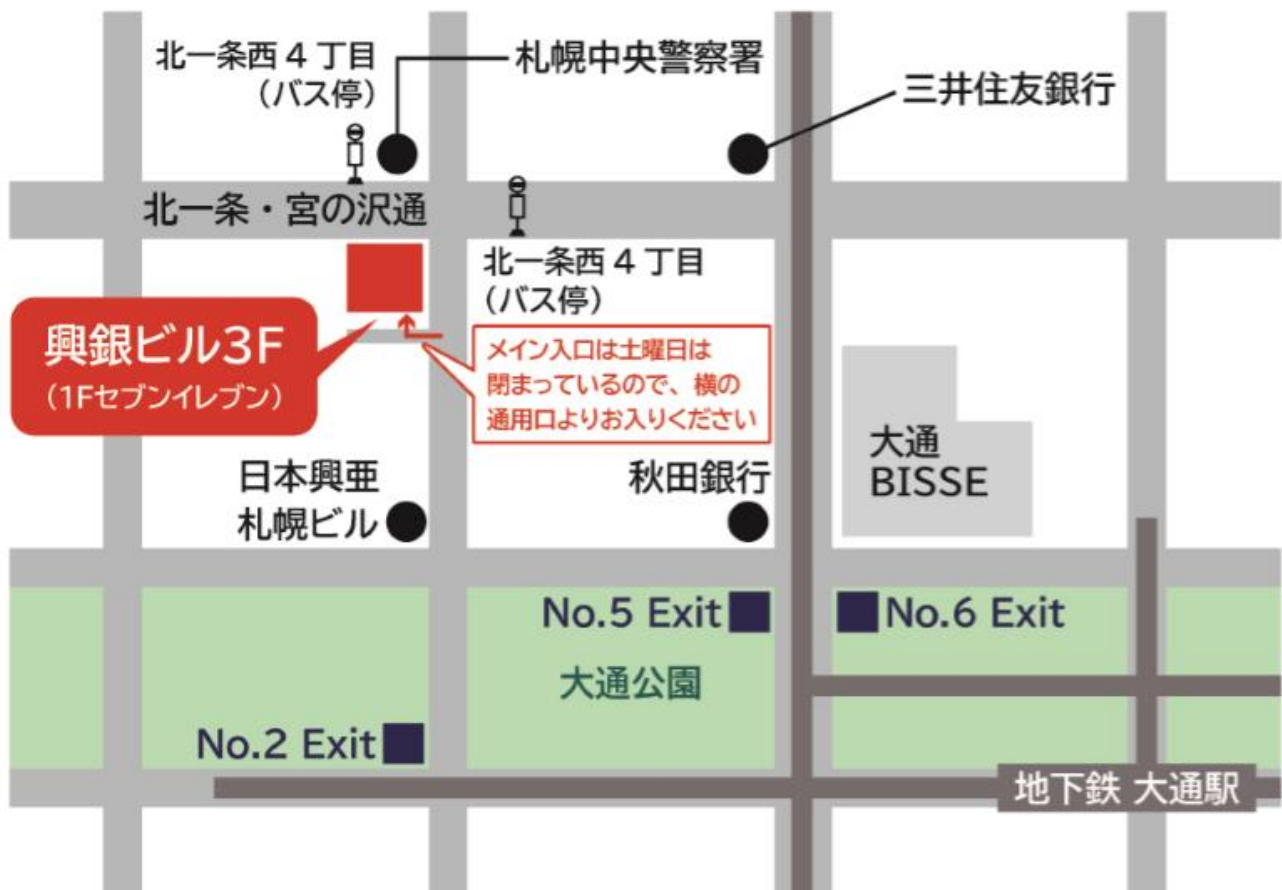 北一条西4丁目
（バス停）
札幌中央警察署
三井住友銀行
北一条・宮の沢通
北一条西4丁目
（バス停）
興銀ビル3F
（1Fセブンイレブン）
メイン入口は土曜日は
閉まっているので、横の
通用口よりお入りください
日本興亜
札幌ビル
秋田銀行
大通
BISSE
No.5 Exit
No.6 Exit
大通公園
No.2 Exit
地下鉄 大通駅